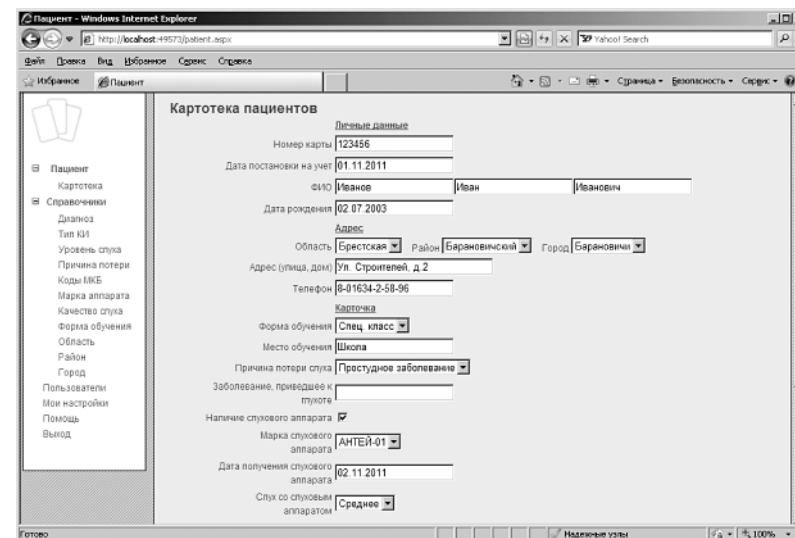 Пациент - Windows Internet Explorer
http://localhost:49573/patient.aspx Yahoo! Search
Файл Правка Вид Избранное Сервис Справка
Избранное Пациент Страница Безопасность Сервис
Картотека пациентов
Личные данные
Номер карты 123456
Дата постановки на учет 01.11.2011
ФИО Иванов Иван Иванович
Дата рождения 02.07.2003
Адрес
Область Брестская Район Барановичский Город Барановичи
Адрес (улица, дом) Ул. Строителей, д.2
Телефон 8-01634-2-58-96
Карточка
Форма обучения Спец. класс
Место обучения Школа
Причина потери слуха Простудное заболевание
Заболевание, приведшее к
глухоте
Наличие слухового аппарата
Марка слухового
аппарата АНТЕЙ-01
Дата получения слухового
аппарата 02.11.2011
Слух со слуховым
аппаратом Среднее
Пациент
Картотека
Справочники
Диагноз
Тип КИ
Уровень слуха
Причина потери
Коды МКБ
Марка аппарата
Качество слуха
Форма обучения
Область
Район
Город
Пользователи
Мои настройки
Помощь
Выход
Готово Надежные узлы 100%